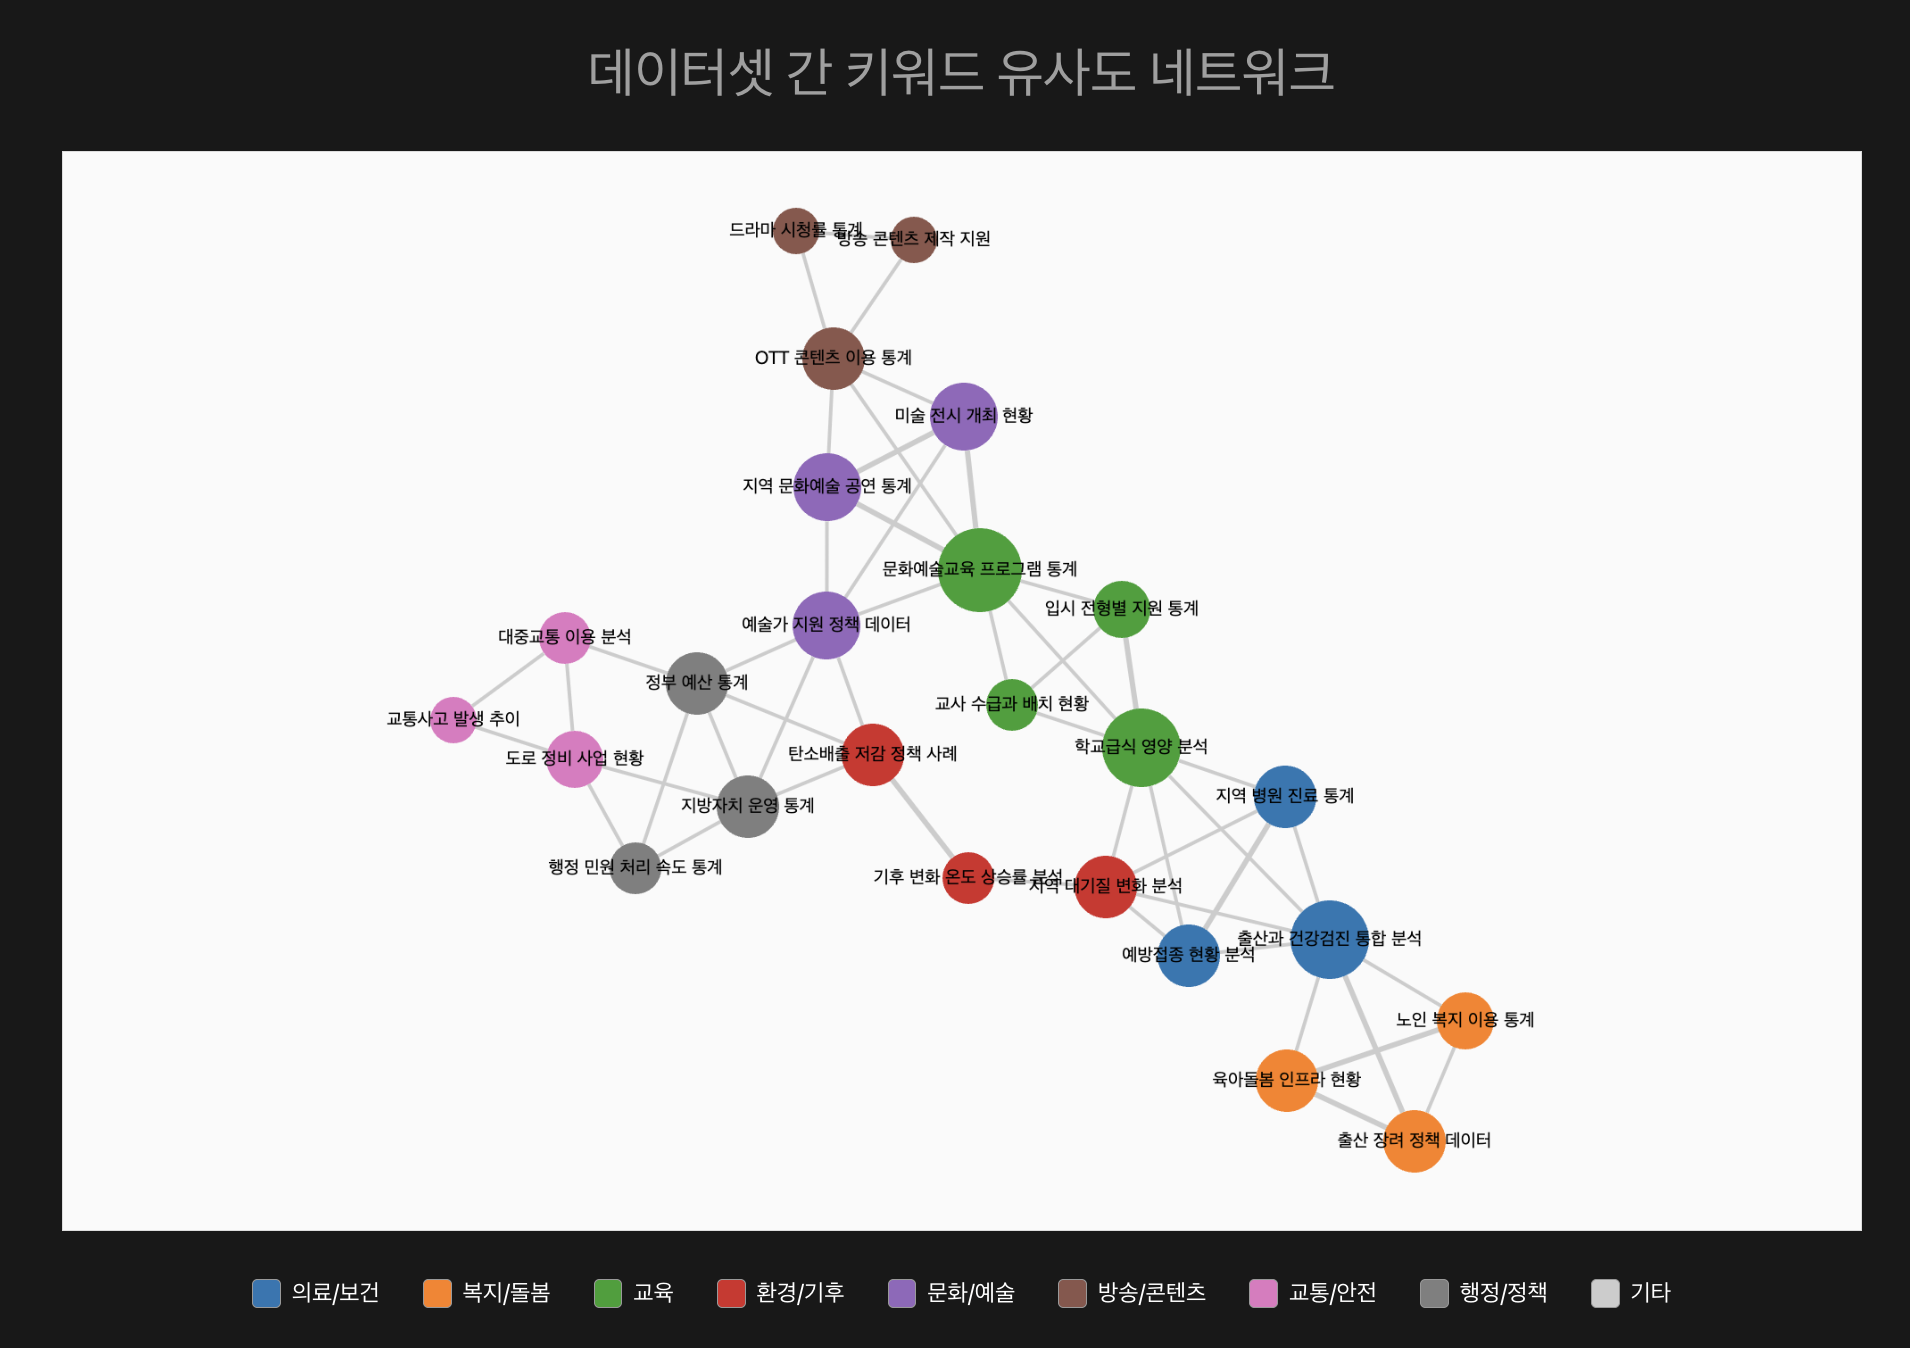 데이터셋 간 키워드 유사도 네트워크
드라마 시청률 통계
방송 콘텐츠 제작 지원
OTT 콘텐츠 이용 통계
미술 전시 개최 현황
지역 문화예술 공연 통계
문화예술교육 프로그램 통계
입시 전형별 지원 통계
예술가 지원 정책 데이터
대중교통 이용 분석
정부 예산 통계
교사 수급과 배치 현황
교통사고 발생 추이
학교급식 영양 분석
탄소배출 저감 정책 사례
도로 정비 사업 현황
지역 병원 진료 통계
지방자치 운영 통계
행정 민원 처리 속도 통계
기후 변화 온도 상승률 분석
지역 대기질 변화 분석
출산과 건강검진 통합 분석
예방접종 현황 분석
노인 복지 이용 통계
육아돌봄 인프라 현황
출산 장려 정책 데이터
의료/보건 복지/돌봄 교육 환경/기후 문화/예술 방송/콘텐츠 교통/안전 행정/정책 기타